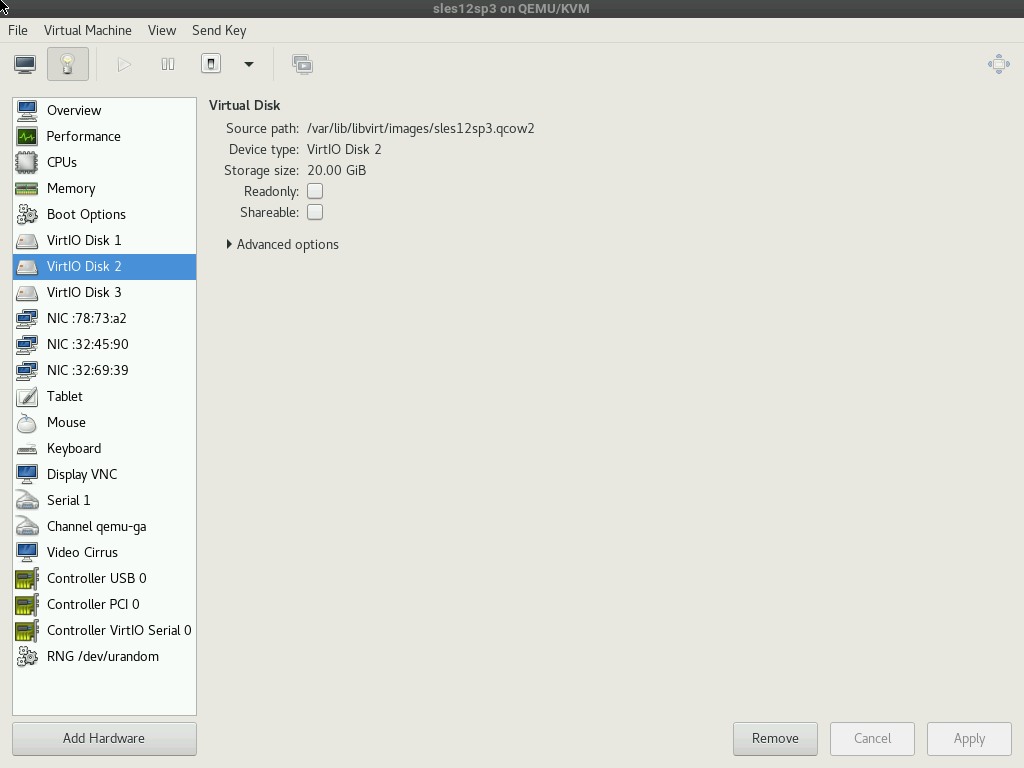 sles12sp3 on QEMU/KVM
File Virtual Machine View Send Key
Overview
Performance
CPUs
Memory
Boot Options
VirtIO Disk 1
VirtIO Disk 2
VirtIO Disk 3
NIC :78:73:a2
NIC :32:45:90
NIC :32:69:39
Tablet
Mouse
Keyboard
Display VNC
Serial 1
Channel qemu-ga
Video Cirrus
Controller USB 0
Controller PCI 0
Controller VirtIO Serial 0
RNG /dev/urandom
Add Hardware
Virtual Disk
Source path: /var/lib/libvirt/images/sles12sp3.qcow2
Device type: VirtIO Disk 2
Storage size: 20.00 GiB
Readonly:
Shareable:
Advanced options
Remove Cancel Apply